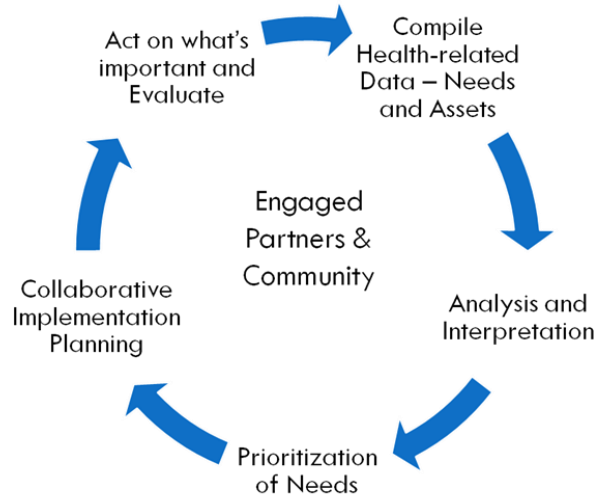 Act on what's
important and
Evaluate
Compile
Health-related
Data – Needs
and Assets
Engaged
Partners &
Community
Analysis and
Interpretation
Collaborative
Implementation
Planning
Prioritization
of Needs